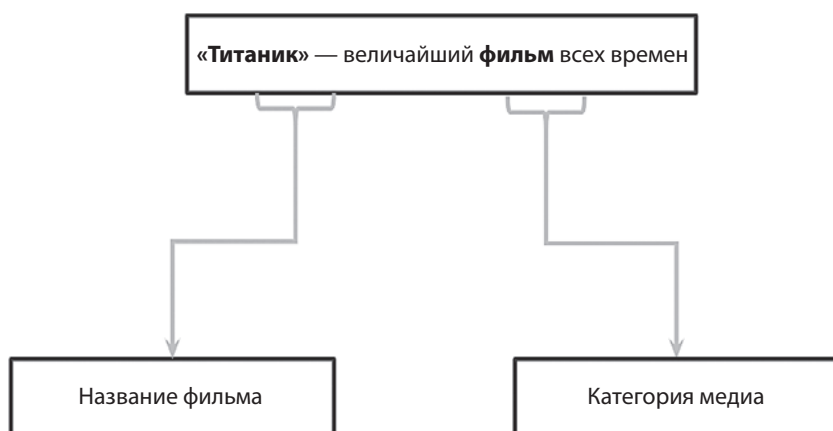 «Титаник» — величайший фильм всех времен
Название фильма
Категория медиа